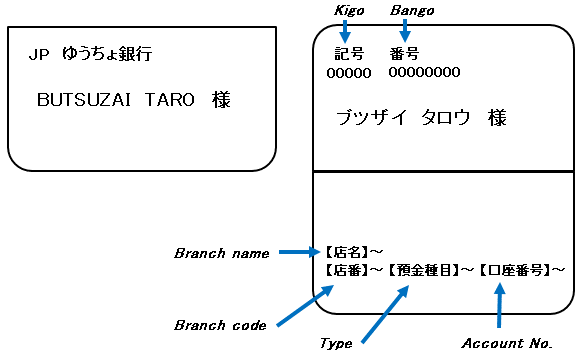 Kigo Bango
JP ゆうちょ銀行
BUTSUZAI TARO 様
記号 番号
00000 00000000
ブツザイ タロウ 様
Branch name
【店名】～
【店番】～【預金種目】～【口座番号】～
Branch code
Type
Account No.